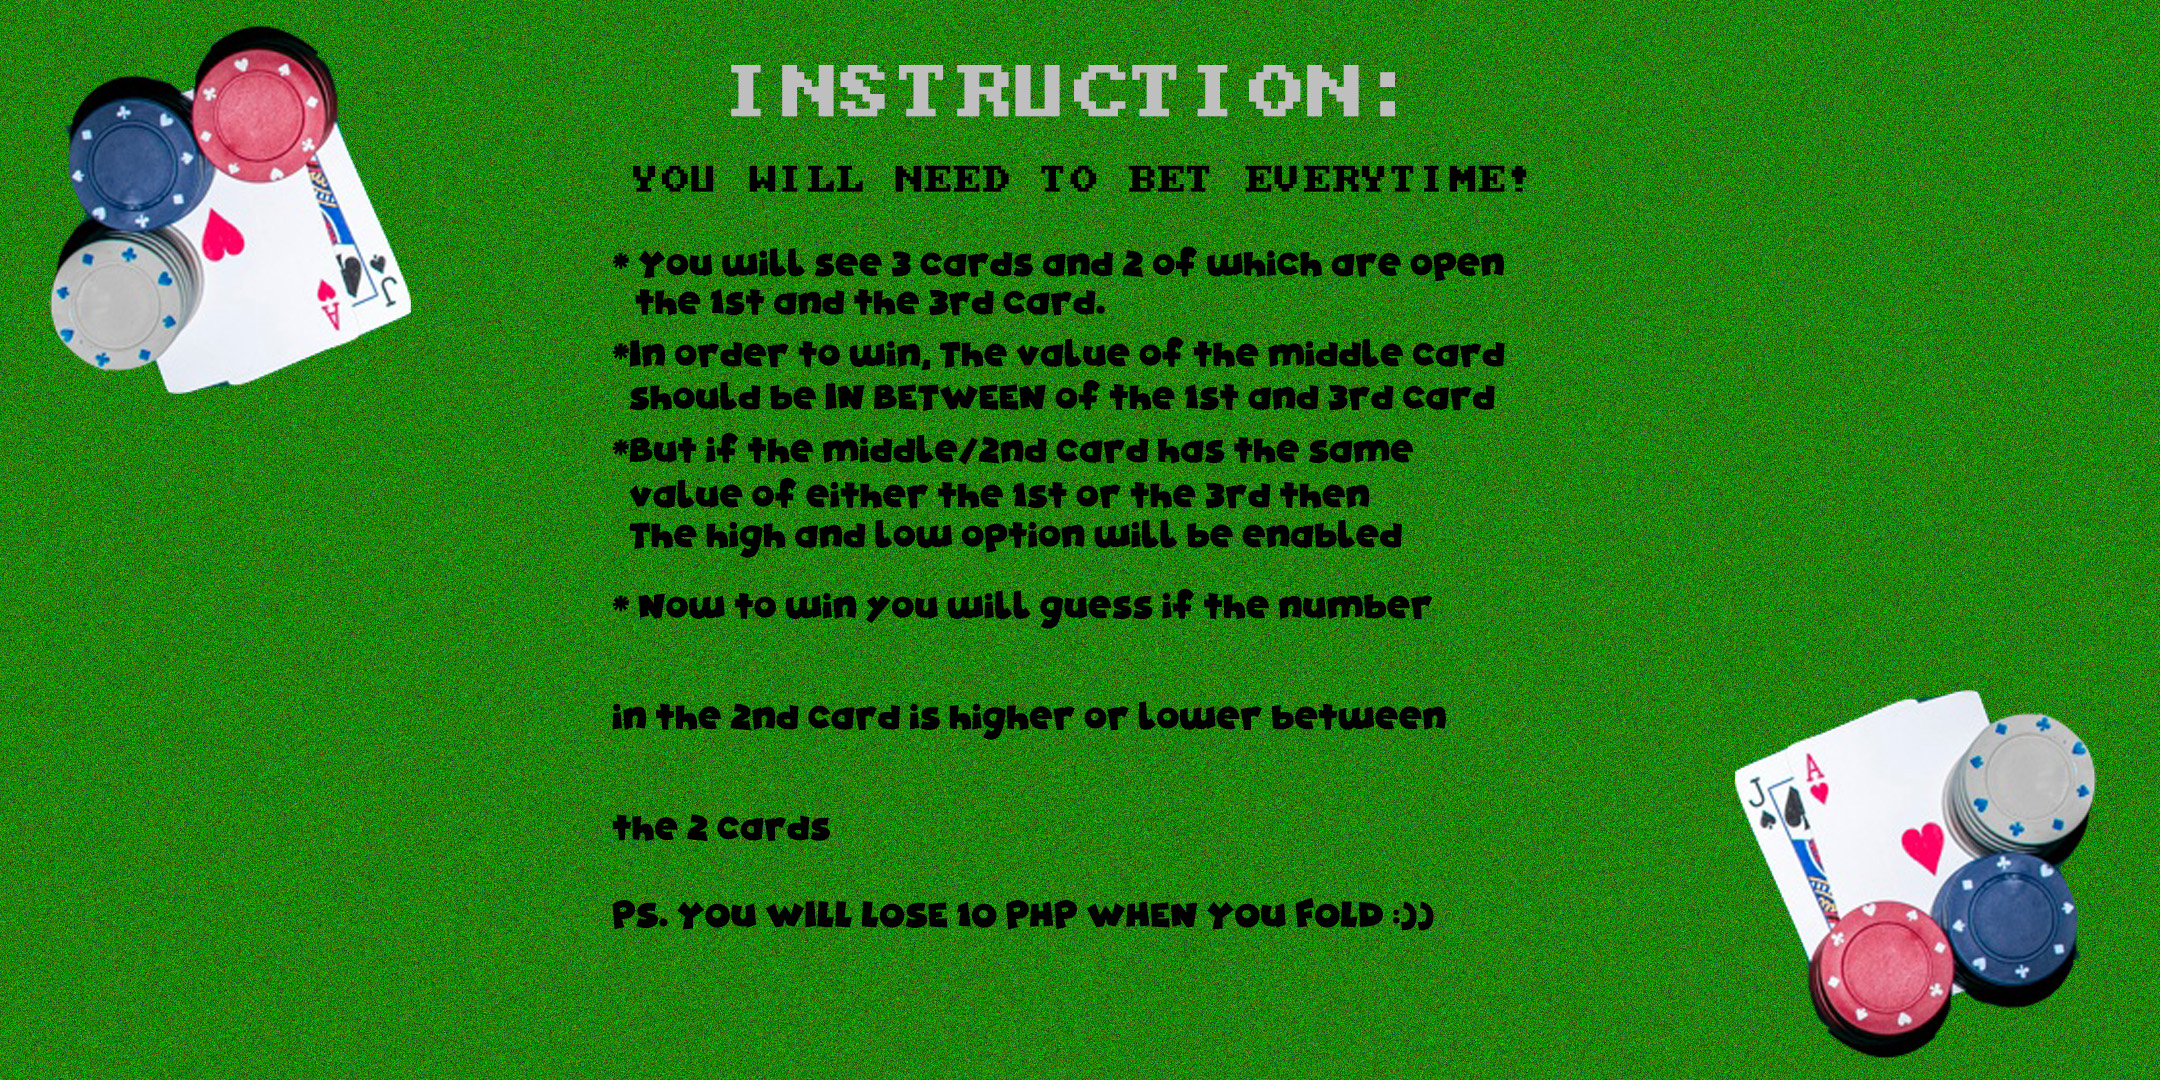 INSTRUCTION:
YOU WILL NEED TO BET EVERYTIME!
* You will see 3 cards and 2 of which are open
the 1st and the 3rd card.
*In order to win, The value of the middle card
should be IN BETWEEN of the 1st and 3rd card
*But if the middle/2nd card has the same
value of either the 1st or the 3rd then
The high and low option will be enabled
* Now to win you will guess if the number
in the 2nd card is higher or lower between
the 2 cards
PS. YOU WILL LOSE 10 PHP WHEN YOU FOLD :))
A
J
J
A